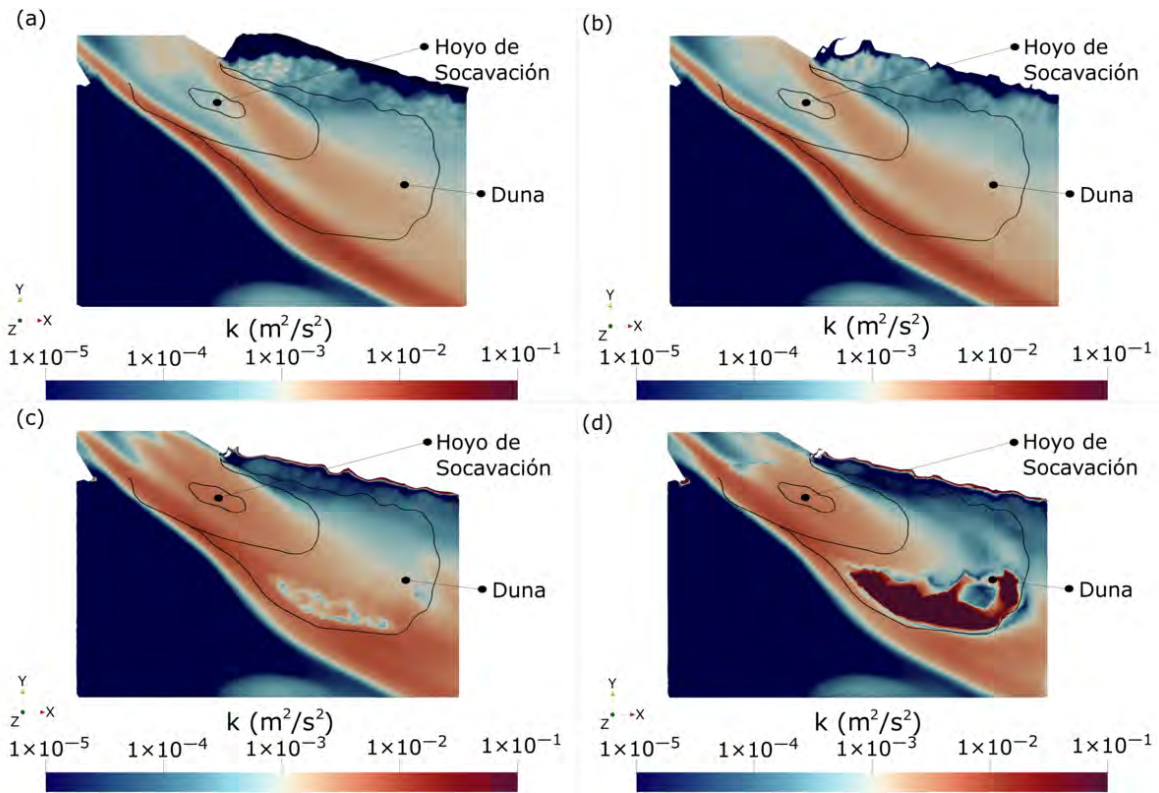 (a)
Hoyo de
Socavación
Duna
Y
Z X
k (m²/s²)
1×10⁻⁵ 1×10⁻⁴ 1×10⁻³ 1×10⁻² 1×10⁻¹
(b)
Hoyo de
Socavación
Duna
Y
Z X
k (m²/s²)
1×10⁻⁵ 1×10⁻⁴ 1×10⁻³ 1×10⁻² 1×10⁻¹
(c)
Hoyo de
Socavación
Duna
Y
Z X
k (m²/s²)
1×10⁻⁵ 1×10⁻⁴ 1×10⁻³ 1×10⁻² 1×10⁻¹
(d)
Hoyo de
Socavación
Duna
Y
Z X
k (m²/s²)
1×10⁻⁵ 1×10⁻⁴ 1×10⁻³ 1×10⁻² 1×10⁻¹